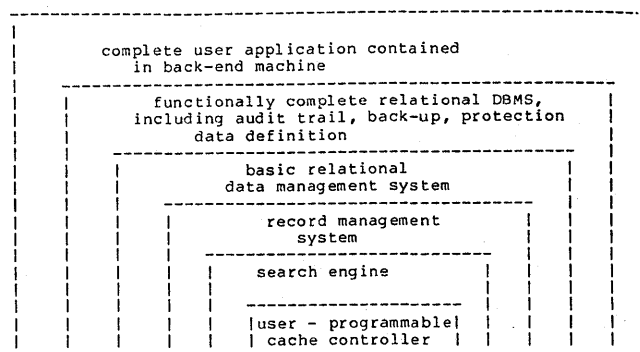 complete user application contained
in back-end machine
functionally complete relational DBMS,
including audit trail, back-up, protection
data definition
basic relational
data management system
record management
system
search engine
user - programmable
cache controller